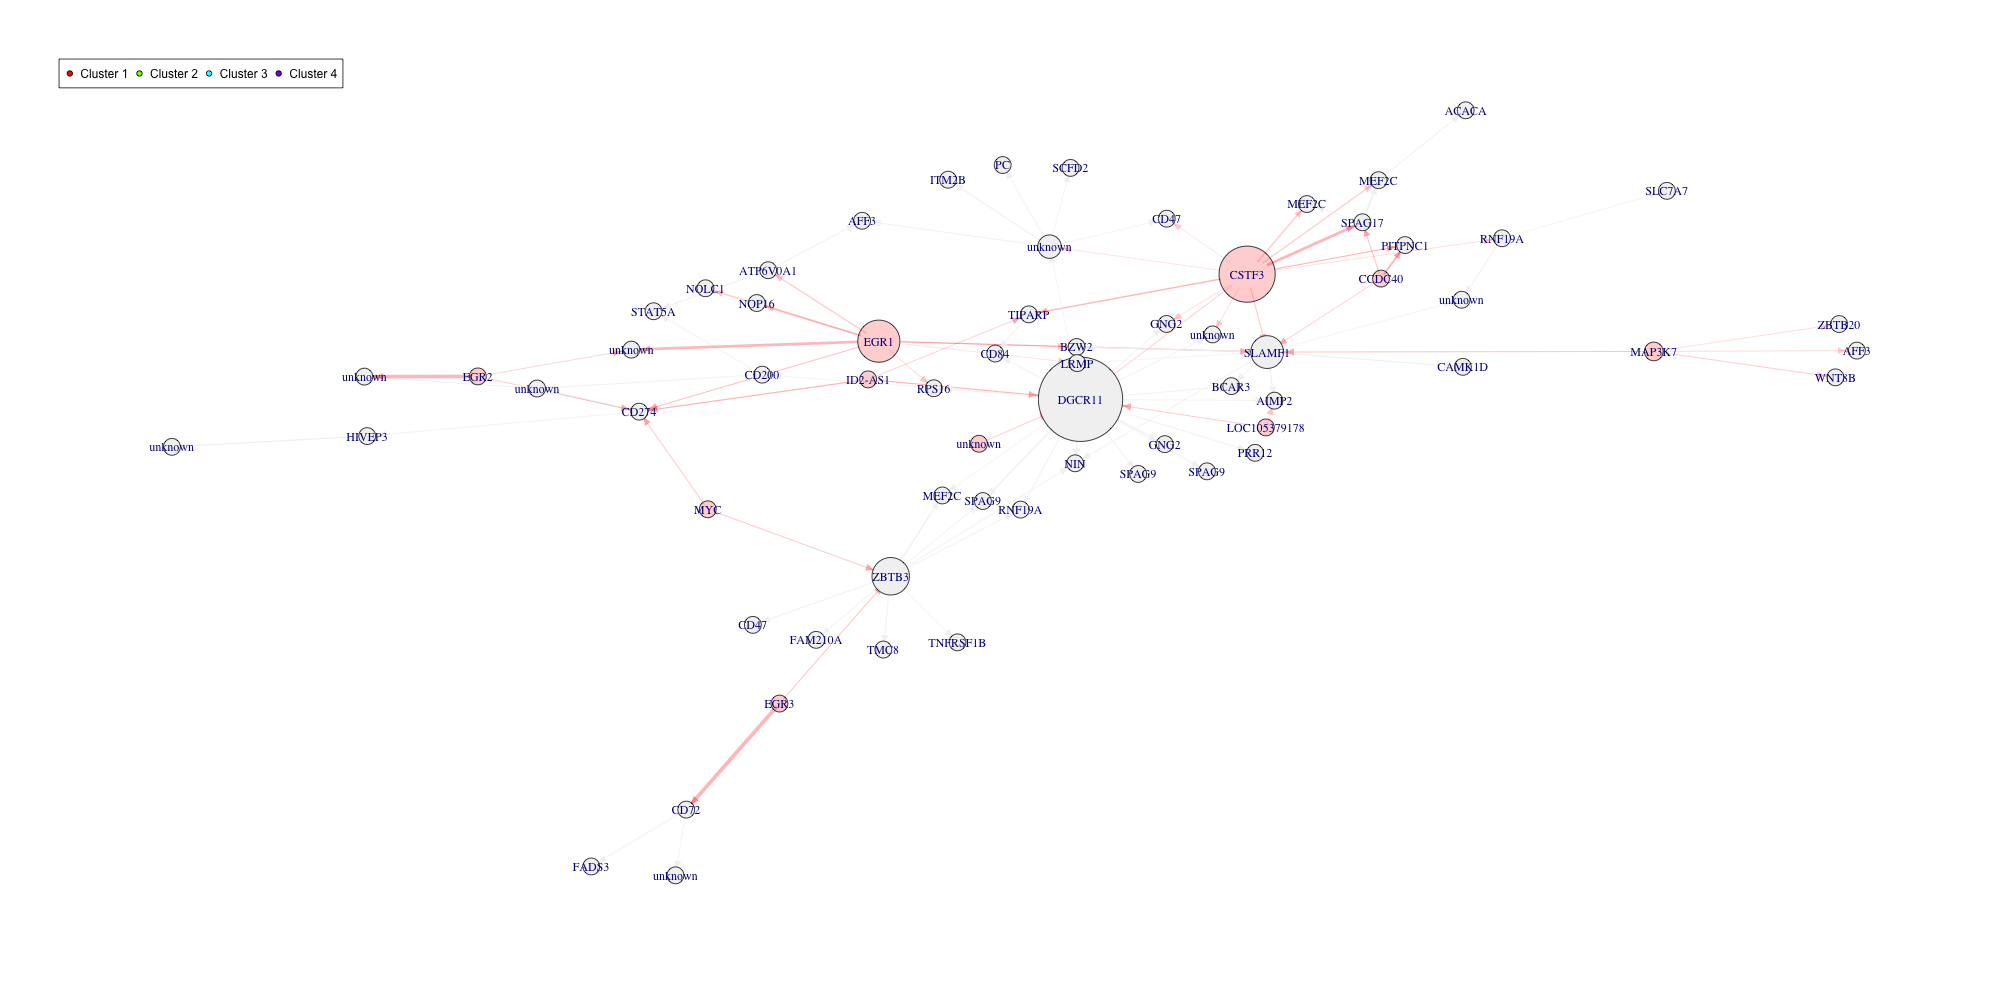 Cluster 1 Cluster 2 Cluster 3 Cluster 4
ACACA
PC
SCFD2
ITM2B
MEF2C
SLC7A7
MEF2C
CD47
AFF3
SPAG17
RNF19A
PITPNC1
unknown
ATP6V0A1
CSTF3
CCDC40
NOLC1
NOP16
unknown
STAT5A
TIPARP
GNG2
ZBTB20
unknown
EGR1
BZW2
unknown
CD84
SLAMF1
MAP3K7
AFF3
LRMP
CAMK1D
unknown
EGR2
CD200
ID2-AS1
WNT8B
unknown
RPS16
BCAR3
DGCR11
AIMP2
CD274
LOC105379178
HIVEP3
unknown
unknown
GNG2
PRR12
NIN
SPAG9
SPAG9
MEF2C
SPAG9
MYC
RNF19A
ZBTB3
CD47
FAM210A
TMC8
TNFRSF1B
EGR3
CD72
FADS3
unknown